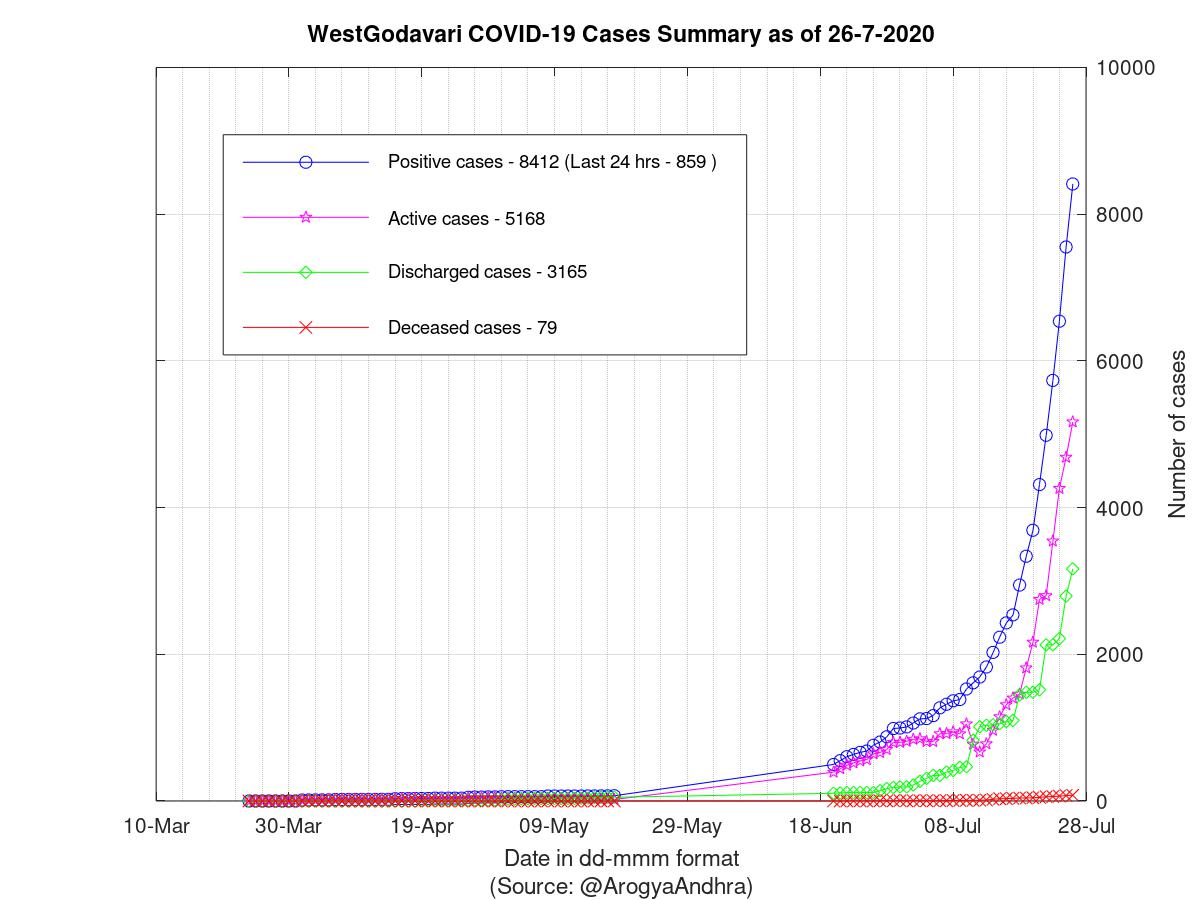 WestGodavari COVID-19 Cases Summary as of 26-7-2020
Positive cases - 8412 (Last 24 hrs - 859 )
Active cases - 5168
Discharged cases - 3165
Deceased cases - 79
10000
8000
6000
4000
2000
0
Number of cases
10-Mar 30-Mar 19-Apr 09-May 29-May 18-Jun 08-Jul 28-Jul
Date in dd-mmm format
(Source: @ArogyaAndhra)